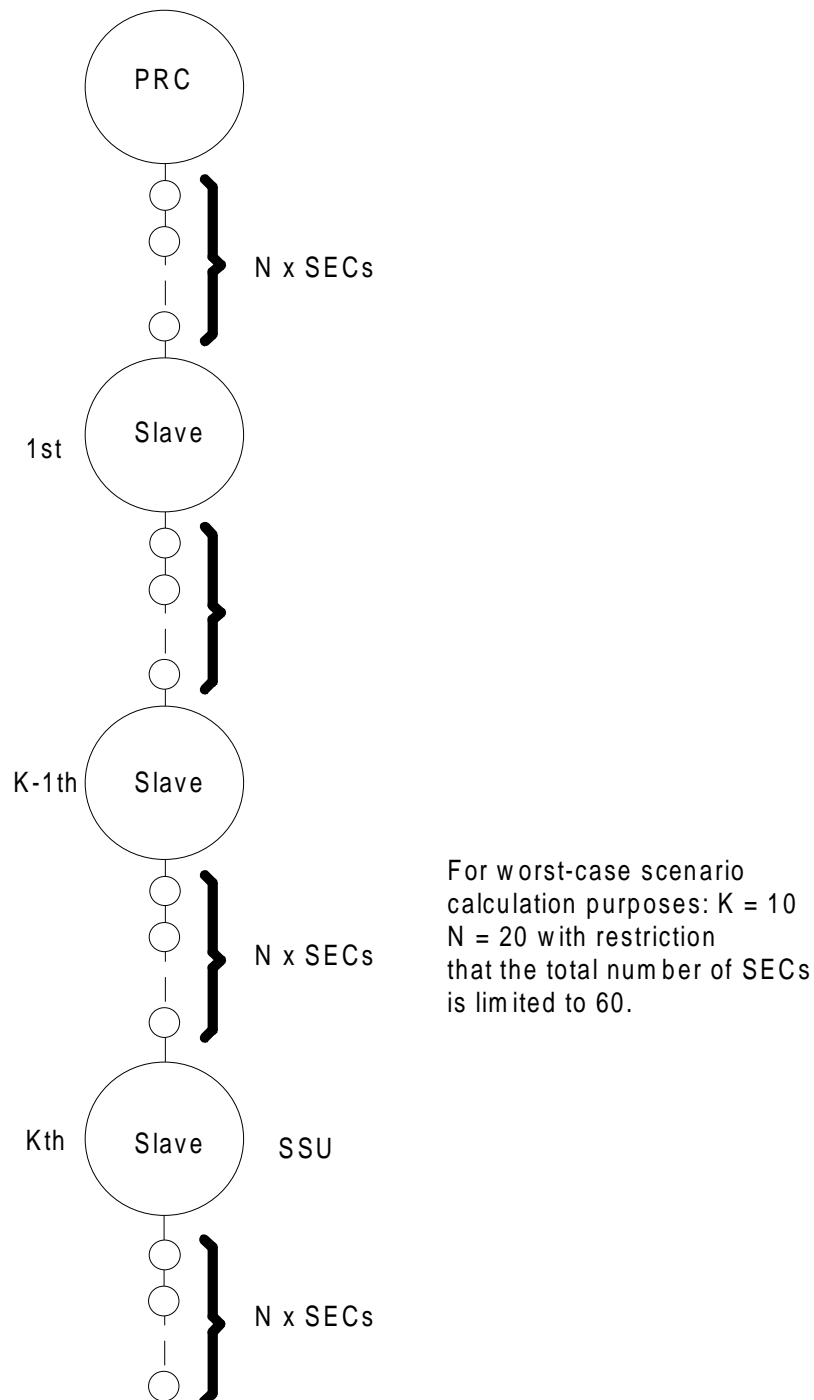 PRC
N x SECs
1st
Slave
K-1th
Slave
For worst-case scenario
calculation purposes: K = 10
N = 20 with restriction
that the total number of SECs
is limited to 60.
N x SECs
Kth
Slave
SSU
N x SECs